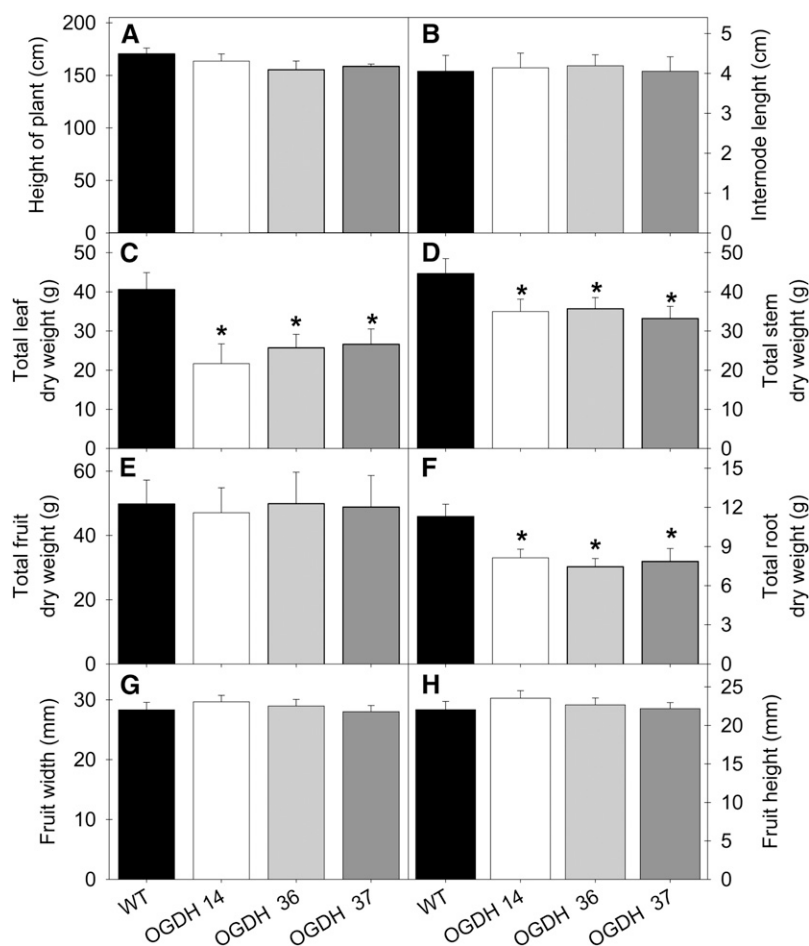 A
Height of plant (cm)
200
150
100
50
0
B
Internode lenght (cm)
5
4
3
2
1
0
C
Total leaf
dry weight (g)
50
40
30
20
10
0
* * *
D
Total stem
dry weight (g)
50
40
30
20
10
0
* * *
E
Total fruit
dry weight (g)
60
40
20
0
F
Total root
dry weight (g)
15
12
9
6
3
0
* * *
G
Fruit width (mm)
30
20
10
0
H
Fruit height (mm)
25
20
15
10
5
0
WT
OGDH 14
OGDH 36
OGDH 37
WT
OGDH 14
OGDH 36
OGDH 37